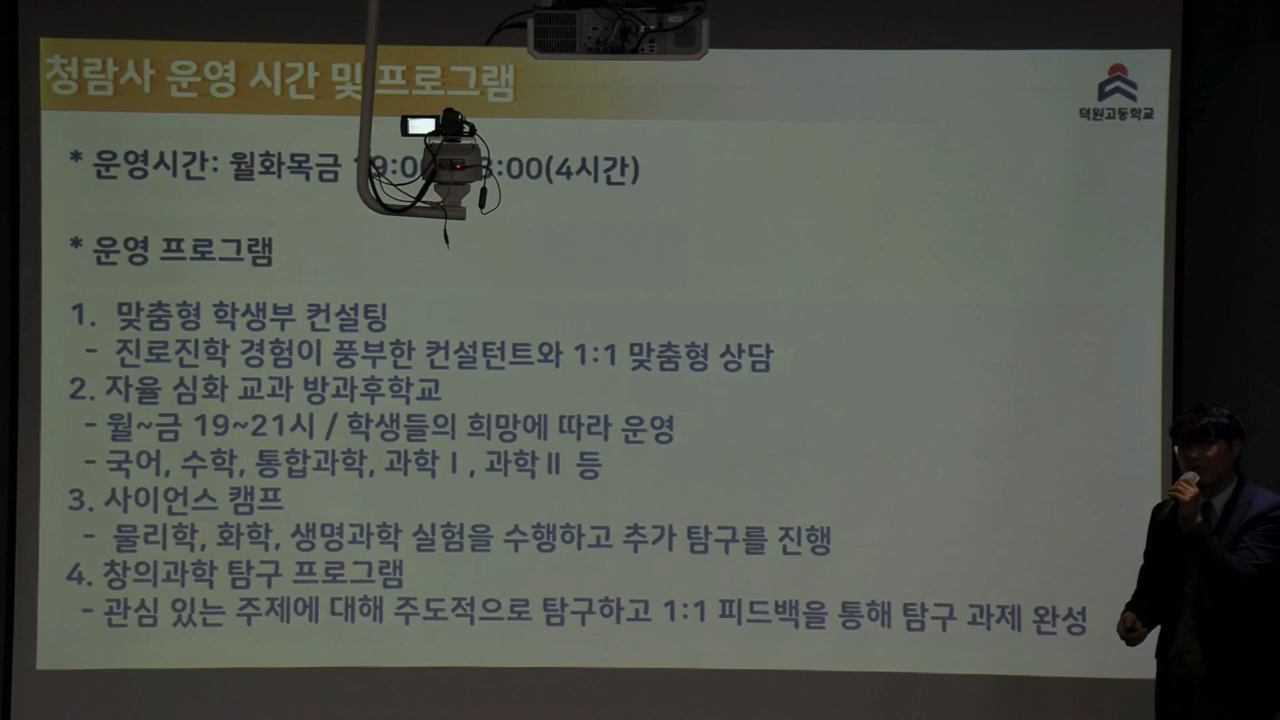 청람사 운영 시간 및 프로그램
덕원고등학교
* 운영시간: 월화목금 :00(4시간)
* 운영 프로그램
1. 맞춤형 학생부 컨설팅
- 진로진학 경험이 풍부한 컨설턴트와 1:1 맞춤형 상담
2. 자율 심화 교과 방과후학교
- 월~금 19~21시 / 학생들의 희망에 따라 운영
- 국어, 수학, 통합과학, 과학Ⅰ, 과학Ⅱ 등
3. 사이언스 캠프
- 물리학, 화학, 생명과학 실험을 수행하고 추가 탐구를 진행
4. 창의과학 탐구 프로그램
- 관심 있는 주제에 대해 주도적으로 탐구하고 1:1 피드백을 통해 탐구 과제 완성